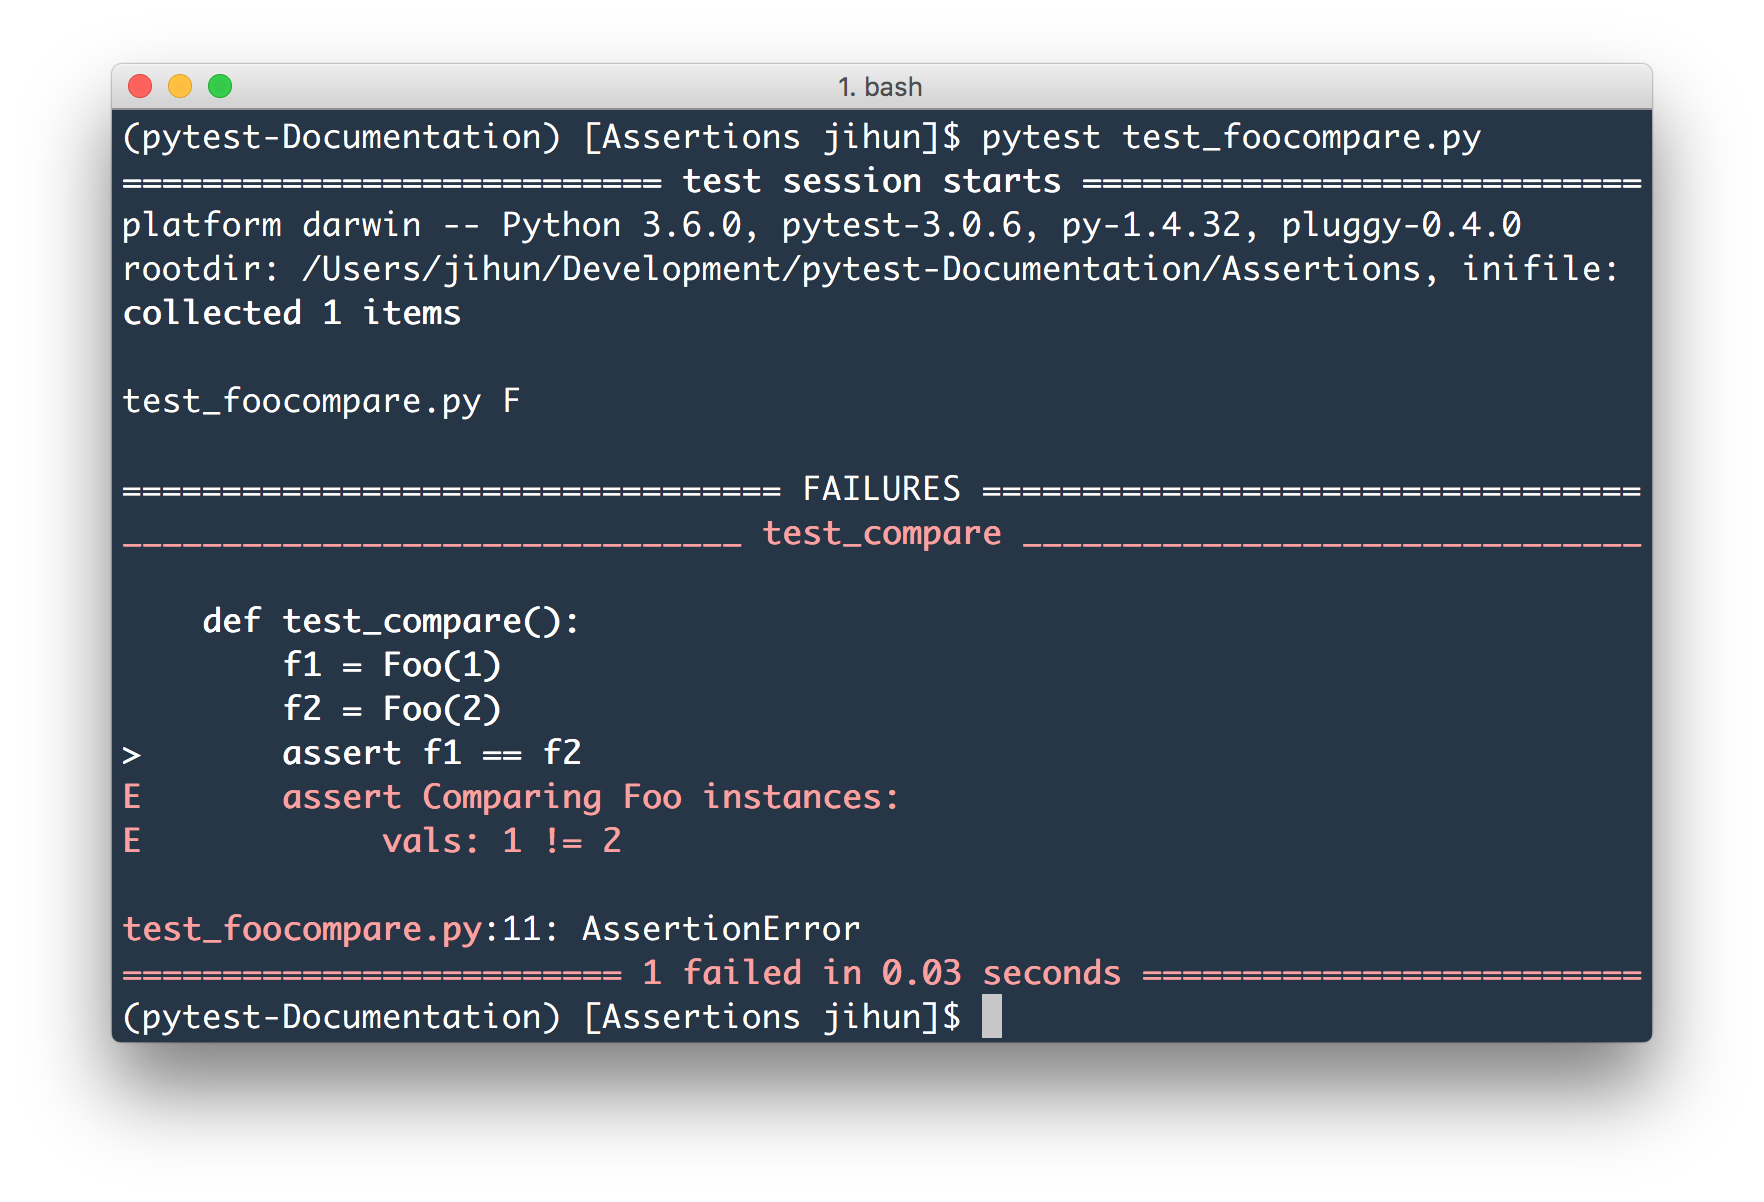 1. bash
(pytest-Documentation) [Assertions jihun]$ pytest test_foocompare.py
=========================== test session starts ============================
platform darwin -- Python 3.6.0, pytest-3.0.6, py-1.4.32, pluggy-0.4.0
rootdir: /Users/jihun/Development/pytest-Documentation/Assertions, inifile:
collected 1 items
test_foocompare.py F
================================= FAILURES =================================
_______________________________ test_compare _______________________________
    def test_compare():
        f1 = Foo(1)
        f2 = Foo(2)
>       assert f1 == f2
E       assert Comparing Foo instances:
E            vals: 1 != 2
test_foocompare.py:11: AssertionError
========================= 1 failed in 0.03 seconds =========================
(pytest-Documentation) [Assertions jihun]$